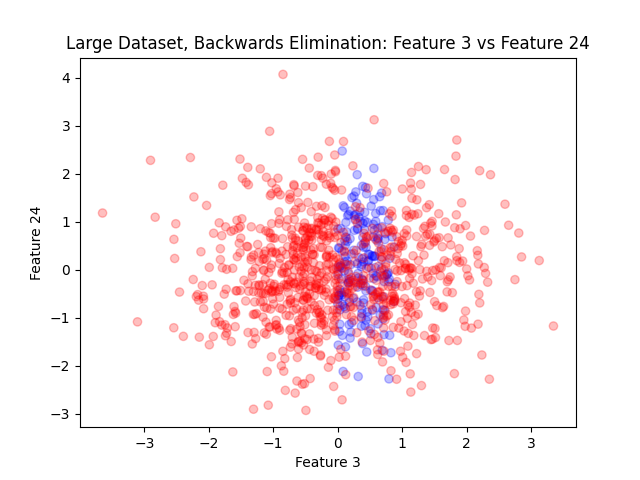 Large Dataset, Backwards Elimination: Feature 3 vs Feature 24
4
3
2
1
0
−1
−2
−3
Feature 24
−3 −2 −1 0 1 2 3
Feature 3